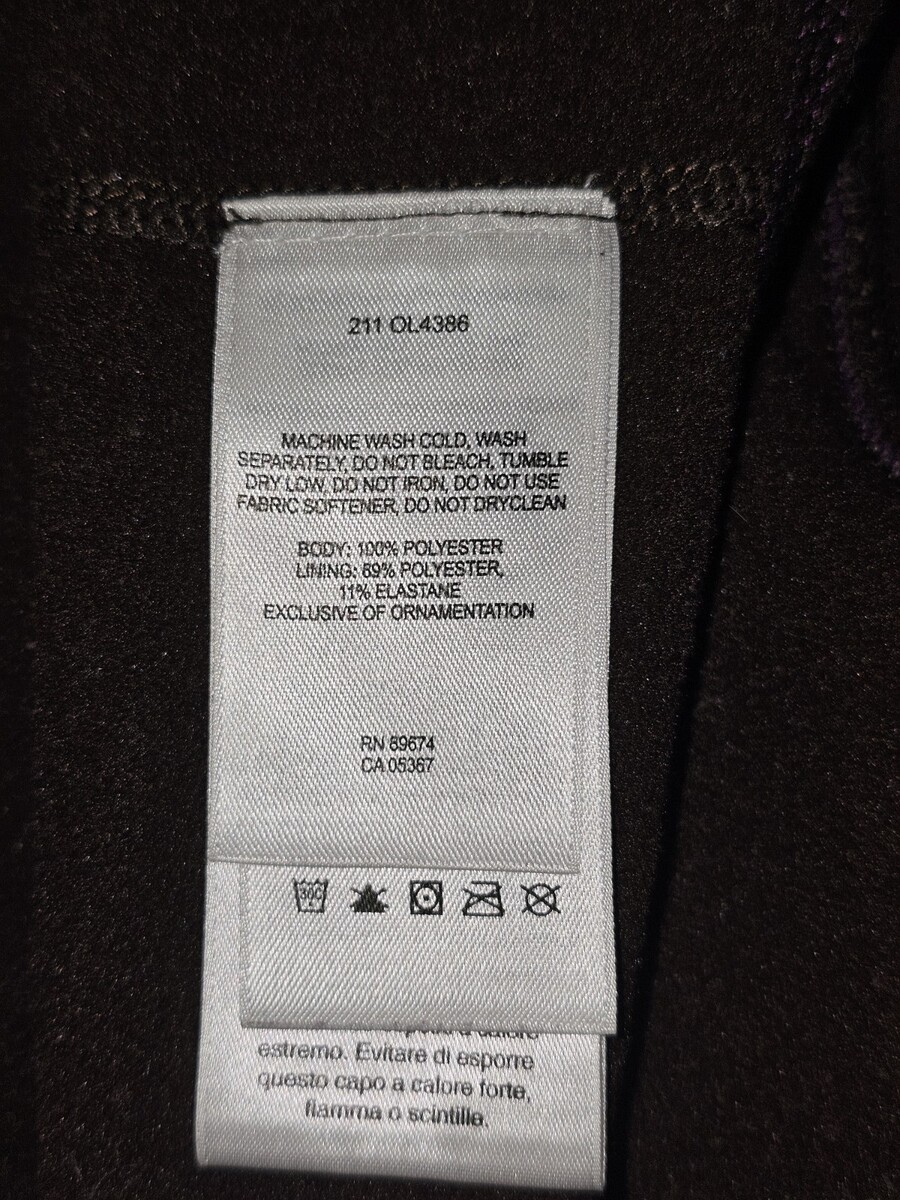 211 OL4386
MACHINE WASH COLD, WASH
SEPARATELY, DO NOT BLEACH, TUMBLE
DRY LOW, DO NOT IRON, DO NOT USE
FABRIC SOFTENER, DO NOT DRYCLEAN
BODY: 100% POLYESTER
LINING: 89% POLYESTER,
11% ELASTANE
EXCLUSIVE OF ORNAMENTATION
RN 89674
CA 05367
30C
estremo. Evitare di esporre
questo capo a calore forte,
fiamma o scintille.